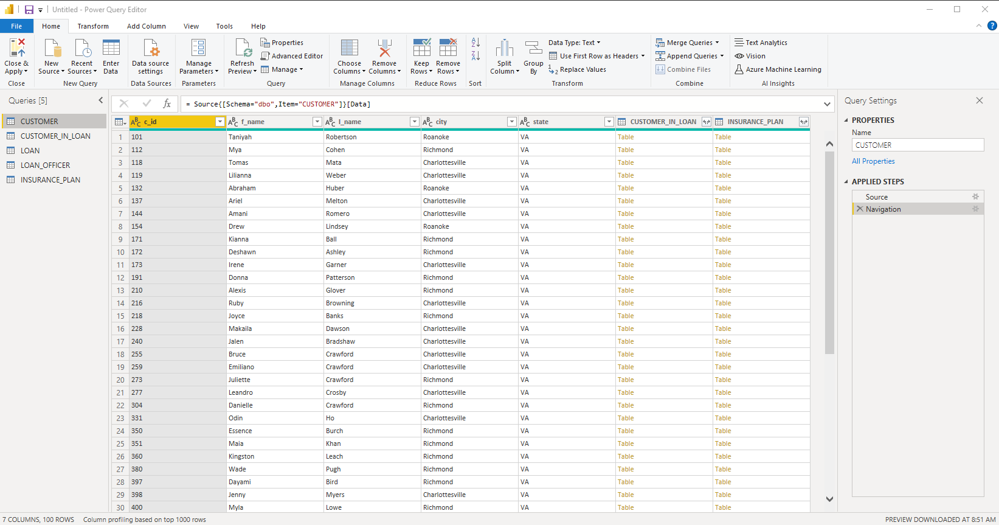 Untitled - Power Query Editor
File Home Transform Add Column View Tools Help
Close & Apply
Close
New Source
Recent Sources
Enter Data
New Query
Data source settings
Data Sources
Manage Parameters
Parameters
Refresh Preview
Properties
Advanced Editor
Manage
Query
Choose Columns
Remove Columns
Manage Columns
Keep Rows
Remove Rows
Reduce Rows
Sort
Split Column
Group By
Data Type: Text
Use First Row as Headers
Replace Values
Transform
Merge Queries
Append Queries
Combine Files
Combine
Text Analytics
Vision
Azure Machine Learning
AI Insights
Queries [5]
CUSTOMER
CUSTOMER_IN_LOAN
LOAN
LOAN_OFFICER
INSURANCE_PLAN
fx = Source{[Schema="dbo",Item="CUSTOMER"]}[Data]
c_id f_name l_name city state CUSTOMER_IN_LOAN INSURANCE_PLAN
1 101 Taniyah Robertson Roanoke VA Table Table
2 112 Mya Cohen Richmond VA Table Table
3 118 Tomas Mata Charlottesville VA Table Table
4 119 Lilianna Weber Charlottesville VA Table Table
5 132 Abraham Huber Roanoke VA Table Table
6 137 Ariel Melton Charlottesville VA Table Table
7 144 Amani Romero Charlottesville VA Table Table
8 154 Drew Lindsey Roanoke VA Table Table
9 171 Kianna Ball Richmond VA Table Table
10 172 Deshawn Ashley Richmond VA Table Table
11 173 Irene Garner Charlottesville VA Table Table
12 191 Donna Patterson Richmond VA Table Table
13 210 Alexis Glover Richmond VA Table Table
14 216 Ruby Browning Charlottesville VA Table Table
15 218 Joyce Banks Richmond VA Table Table
16 228 Makaila Dawson Charlottesville VA Table Table
17 240 Jalen Bradshaw Charlottesville VA Table Table
18 255 Bruce Crawford Charlottesville VA Table Table
19 259 Emiliano Crawford Charlottesville VA Table Table
20 273 Juliette Crawford Richmond VA Table Table
21 277 Leandro Crosby Charlottesville VA Table Table
22 304 Danielle Crawford Richmond VA Table Table
23 331 Odin Ho Charlottesville VA Table Table
24 350 Essence Burch Richmond VA Table Table
25 351 Maia Khan Richmond VA Table Table
26 360 Kingston Leach Richmond VA Table Table
27 380 Wade Pugh Richmond VA Table Table
28 397 Dayami Bird Richmond VA Table Table
29 398 Jenny Myers Charlottesville VA Table Table
30 400 Myla Lowe Richmond VA Table Table
Query Settings
PROPERTIES
Name
CUSTOMER
All Properties
APPLIED STEPS
Source
Navigation
7 COLUMNS, 100 ROWS Column profiling based on top 1000 rows
PREVIEW DOWNLOADED AT 8:51 AM